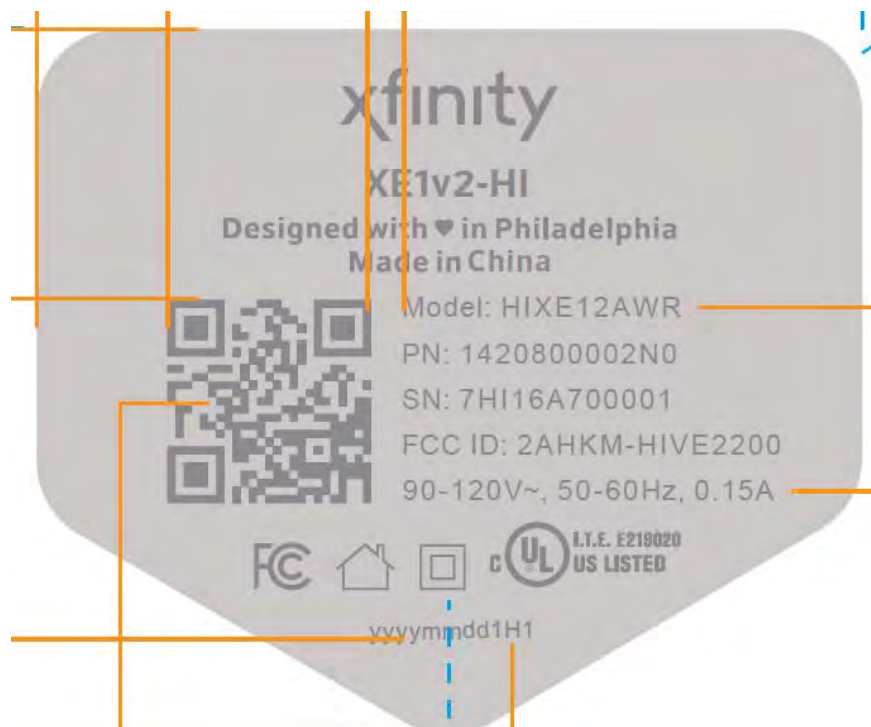 xfinity
XE1v2-HI
Designed with ♥ in Philadelphia
Made in China
Model: HIXE12AWR
PN: 1420800002N0
SN: 7HI16A700001
FCC ID: 2AHKM-HIVE2200
90-120V~, 50-60Hz, 0.15A
FC
C UL I.T.E. E219020
US LISTED
yyyymmdd1H1